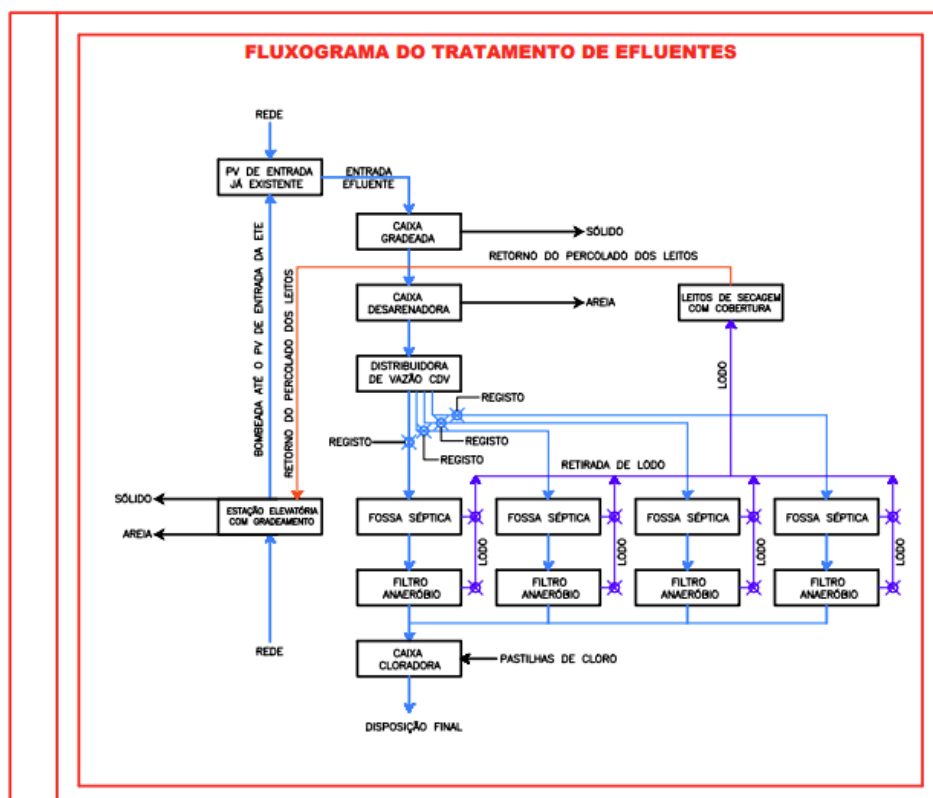 FLUXOGRAMA DO TRATAMENTO DE EFLUENTES
REDE
PV DE ENTRADA
JÁ EXISTENTE
ENTRADA
EFLUENTE
CAIXA
GRADEADA
SÓLIDO
RETORNO DO PERCOLADO DOS LEITOS
CAIXA
DESARENADORA
AREIA
LEITOS DE SECAGEM
COM COBERTURA
BOMBEADA ATÉ O PV DE ENTRADA DA ETE
RETORNO DO PERCOLADO DOS LEITOS
DISTRIBUIDORA
DE VAZÃO CDV
LODO
REGISTO
REGISTO
REGISTO
REGISTO
RETIRADA DE LODO
SÓLIDO
AREIA
ESTAÇÃO ELEVATÓRIA
COM GRADEAMENTO
FOSSA SÉPTICA
FOSSA SÉPTICA
FOSSA SÉPTICA
FOSSA SÉPTICA
LODO
LODO
LODO
LODO
FILTRO
ANAERÓBIO
FILTRO
ANAERÓBIO
FILTRO
ANAERÓBIO
FILTRO
ANAERÓBIO
REDE
CAIXA
CLORADORA
PASTILHAS DE CLORO
DISPOSIÇÃO FINAL